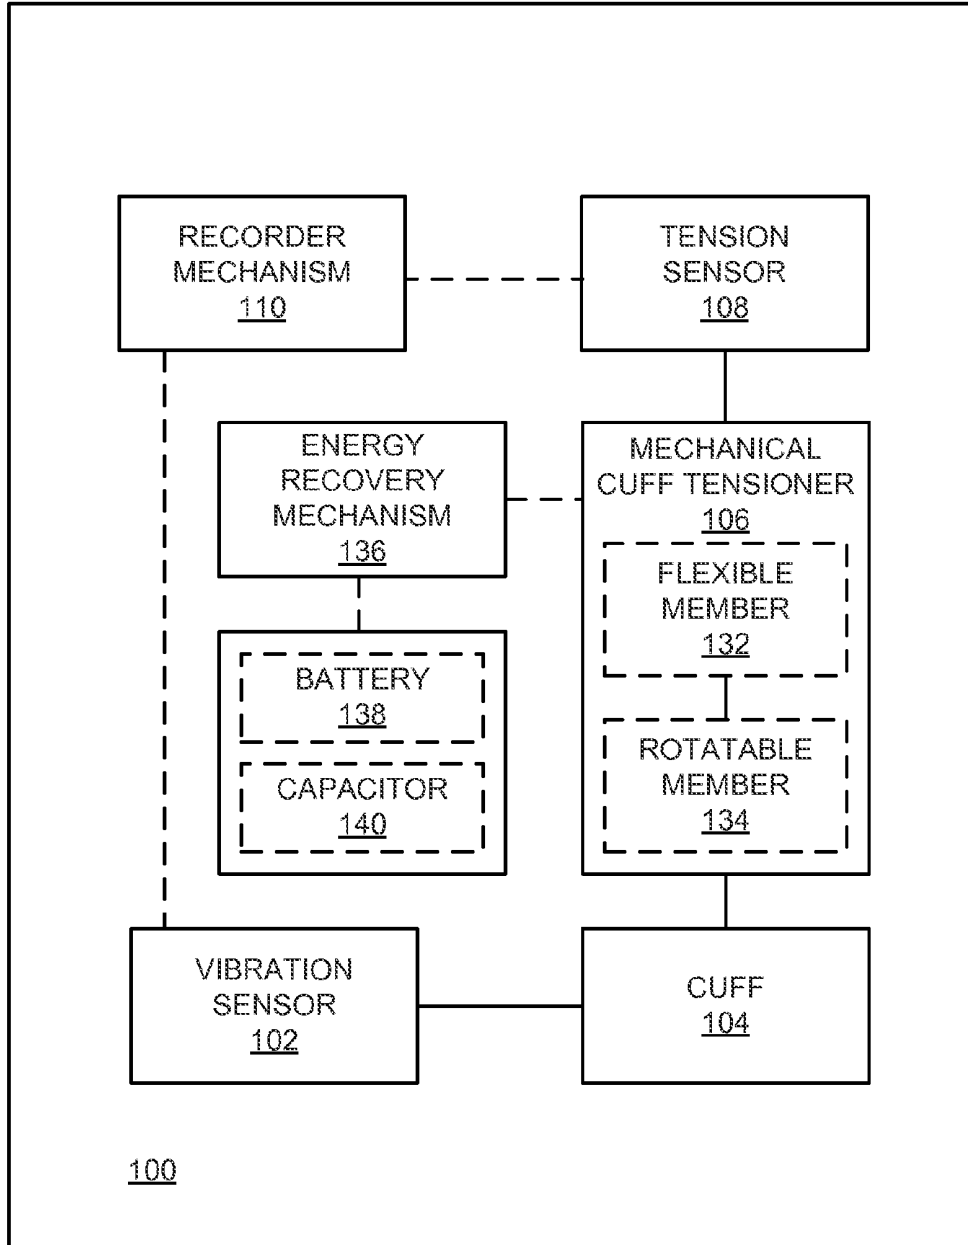 RECORDER
MECHANISM
110
TENSION
SENSOR
108
ENERGY
RECOVERY
MECHANISM
136
MECHANICAL
CUFF TENSIONER
106
FLEXIBLE
MEMBER
132
BATTERY
138
CAPACITOR
140
ROTATABLE
MEMBER
134
VIBRATION
SENSOR
102
CUFF
104
100